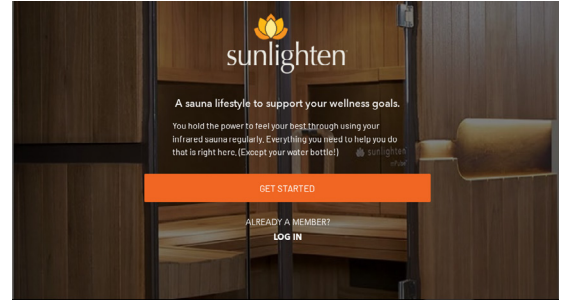 sunlighten
A sauna lifestyle to support your wellness goals.
You hold the power to feel your best through using your
infrared sauna regularly. Everything you need to help you do
that is right here. (Except your water bottle!)
sunlighten
GET STARTED
ALREADY A MEMBER?
LOG IN